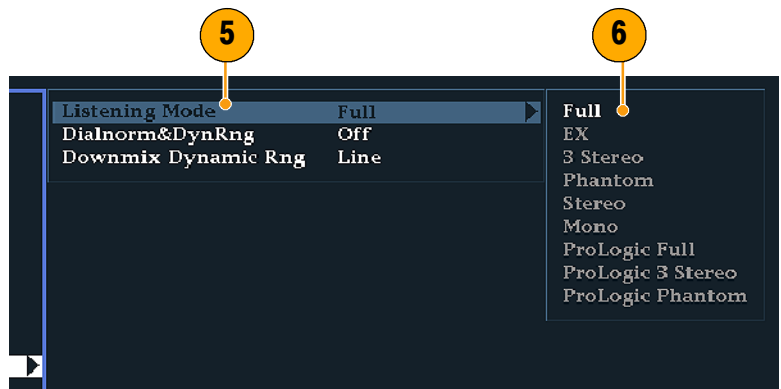 5
6
Listening Mode Full
Dialnorm&DynRng Off
Downmix Dynamic Rng Line
Full
EX
3 Stereo
Phantom
Stereo
Mono
ProLogic Full
ProLogic 3 Stereo
ProLogic Phantom